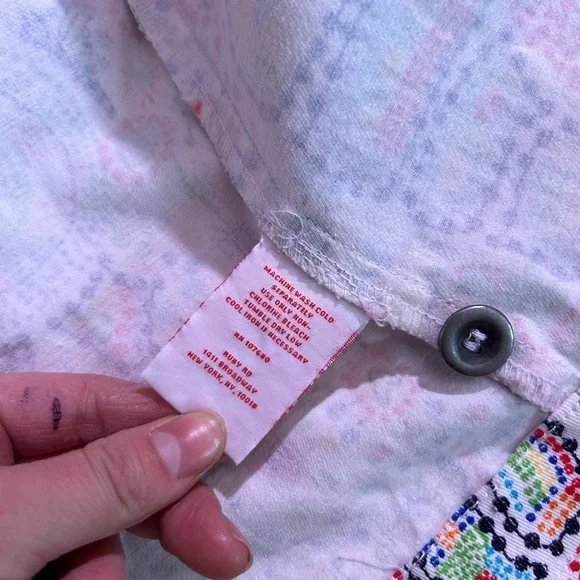 MACHINE WASH COLD
SEPARATELY
USE ONLY NON-
CHLORINE BLEACH
TUMBLE DRY LOW
COOL IRON IF NECESSARY
RN 107680
RUBY RD
1411 BROADWAY
NEW YORK, NY, 10018